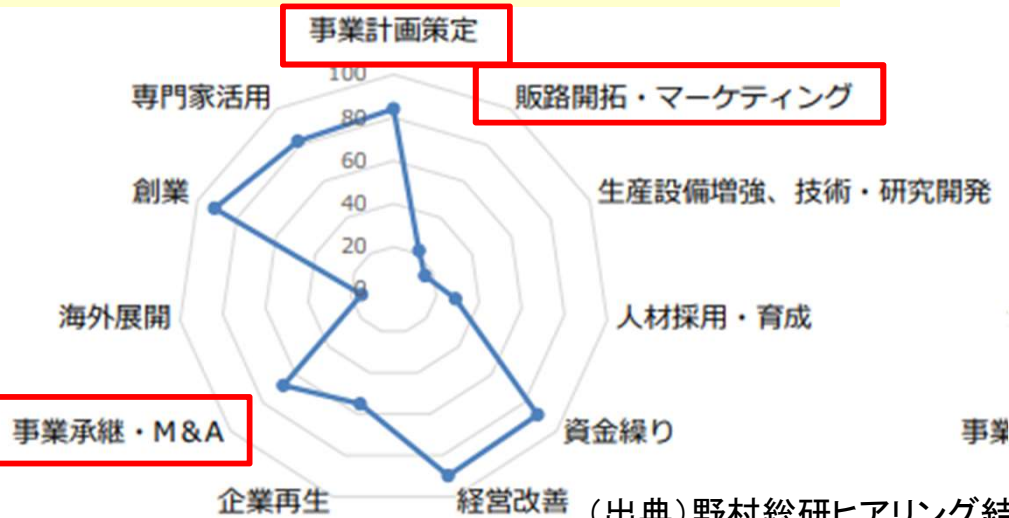 事業計画策定
100
専門家活用
販路開拓・マーケティング
80
60
創業
生産設備増強、技術・研究開発
40
20
0
海外展開
人材採用・育成
事業承継・M&A
資金繰り
事業
企業再生
経営改善
(出典)野村総研ヒアリング結